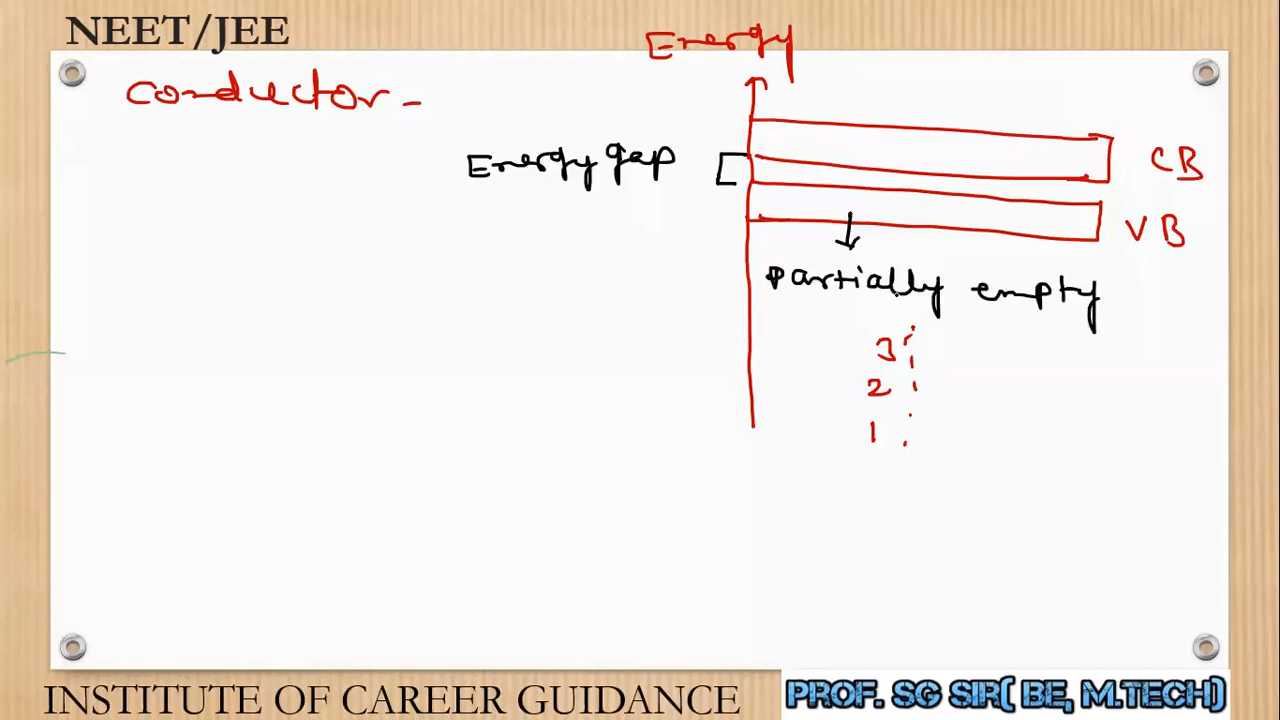 NEET/JEE
Energy
conductor -
Energy gap
CB
VB
partially empty
3
2
1
INSTITUTE OF CAREER GUIDANCE
PROF. SG SIR( BE, M.TECH)